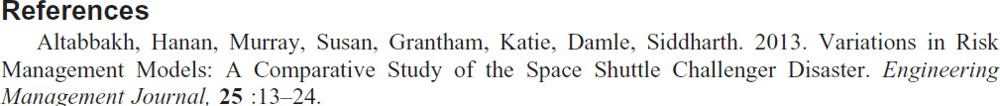 References
Altabbakh, Hanan, Murray, Susan, Grantham, Katie, Damle, Siddharth. 2013. Variations in Risk
Management Models: A Comparative Study of the Space Shuttle Challenger Disaster. Engineering
Management Journal, 25 :13–24.